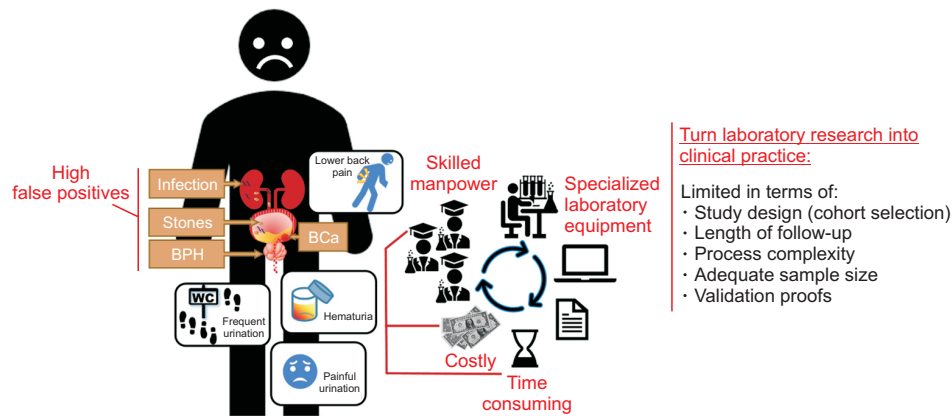 High
false positives
Infection
Stones
BPH
BCa
Lower back
pain
WC
Frequent
urination
Hematuria
Painful
urination
Skilled
manpower
Specialized
laboratory
equipment
Costly
Time
consuming
Turn laboratory research into
clinical practice:
Limited in terms of:
· Study design (cohort selection)
· Length of follow-up
· Process complexity
· Adequate sample size
· Validation proofs